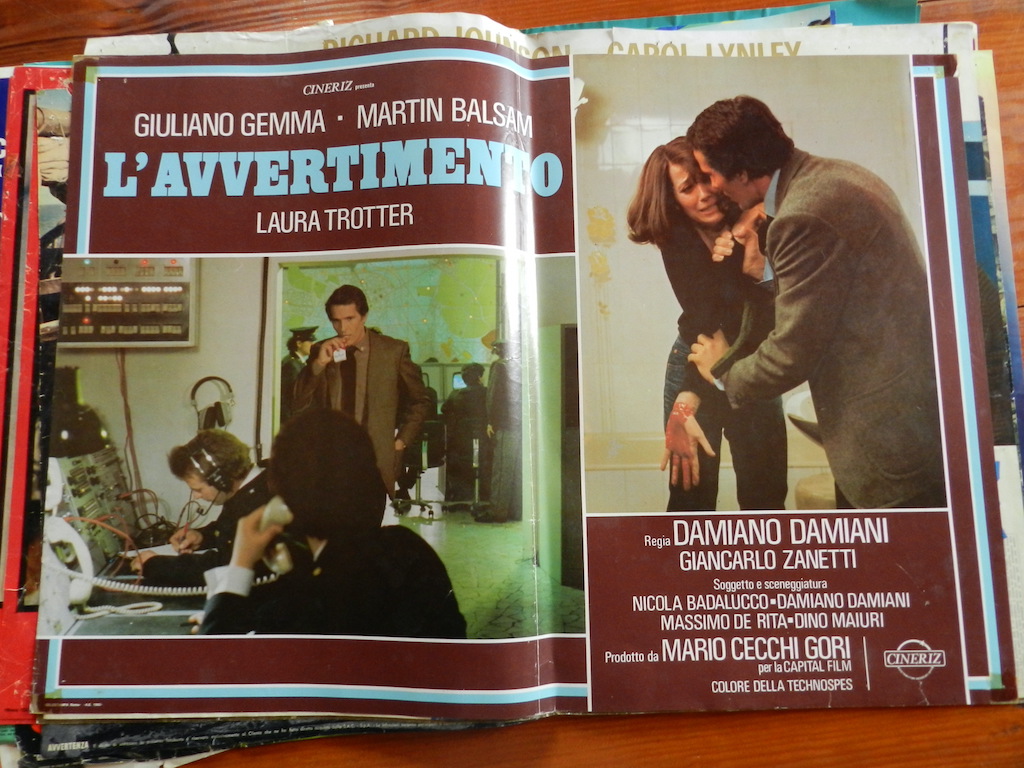 RICHARD JOHNSON CAROL LYNLEY
CINERIZ presenta
GIULIANO GEMMA · MARTIN BALSAM
L'AVVERTIMENTO
LAURA TROTTER
Regia DAMIANO DAMIANI
GIANCARLO ZANETTI
Soggetto e sceneggiatura
NICOLA BADALUCCO-DAMIANO DAMIANI
MASSIMO DE RITA-DINO MAIURI
Prodotto da MARIO CECCHI GORI
per la CAPITAL FILM
COLORE DELLA TECHNOSPES
CINERIZ
AVVERTENZA